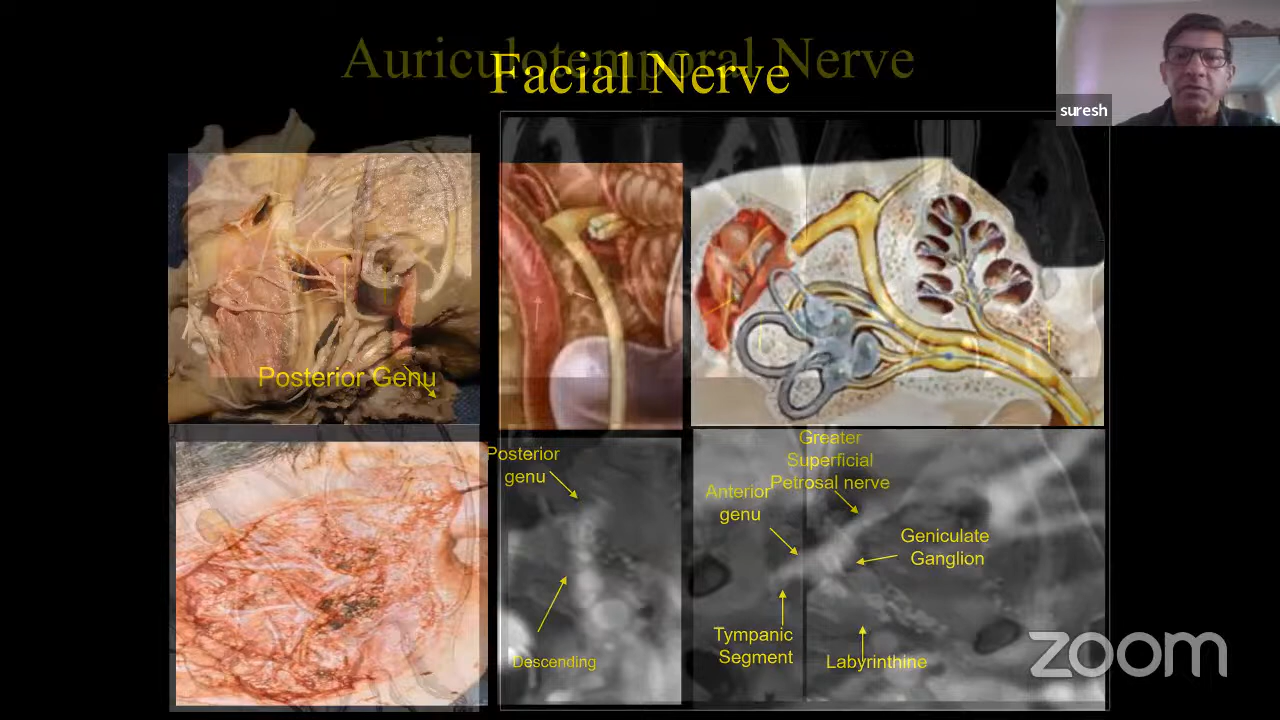 Auriculotemporal Nerve
Facial Nerve
suresh
Posterior Genu
Posterior
genu
Descending
Greater
Superficial
Petrosal nerve
Anterior
genu
Geniculate
Ganglion
Tympanic
Segment
Labyrinthine
zoom